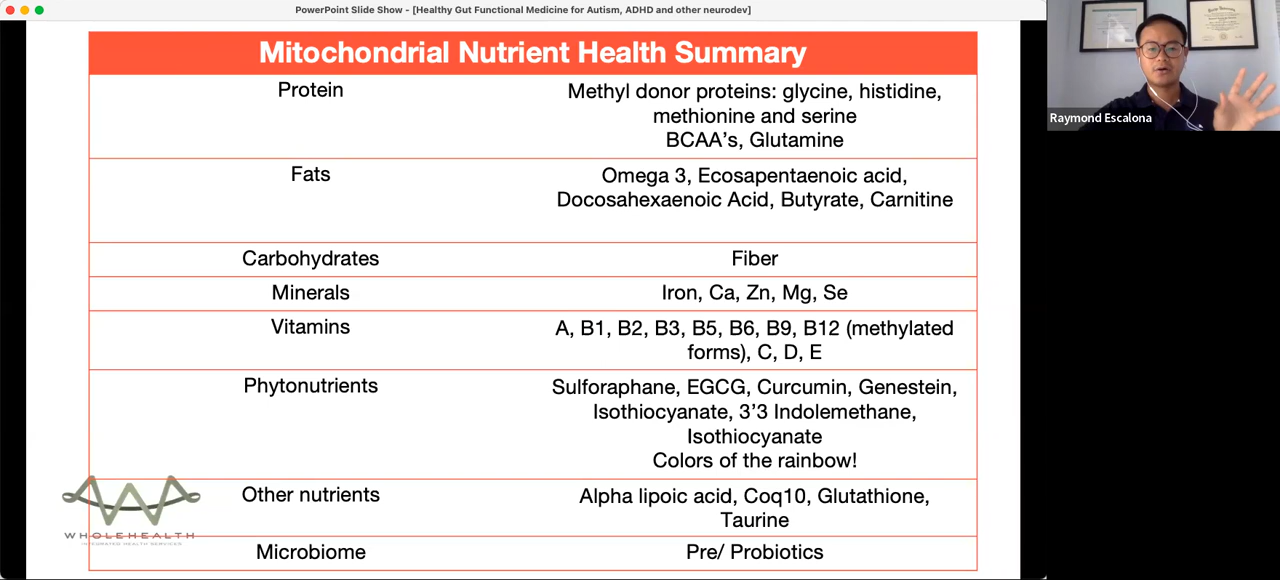 PowerPoint Slide Show - [Healthy Gut Functional Medicine for Autism, ADHD and other neurodev]
Mitochondrial Nutrient Health Summary
Protein
Methyl donor proteins: glycine, histidine,
methionine and serine
BCAA’s, Glutamine
Fats
Omega 3, Ecosapentaenoic acid,
Docosahexaenoic Acid, Butyrate, Carnitine
Carbohydrates
Fiber
Minerals
Iron, Ca, Zn, Mg, Se
Vitamins
A, B1, B2, B3, B5, B6, B9, B12 (methylated
forms), C, D, E
Phytonutrients
Sulforaphane, EGCG, Curcumin, Genestein,
Isothiocyanate, 3’3 Indolemethane,
Isothiocyanate
Colors of the rainbow!
Other nutrients
Alpha lipoic acid, Coq10, Glutathione,
Taurine
Microbiome
Pre/ Probiotics
WHOLEHEALTH
INTEGRATED HEALTH SERVICES
Raymond Escalona